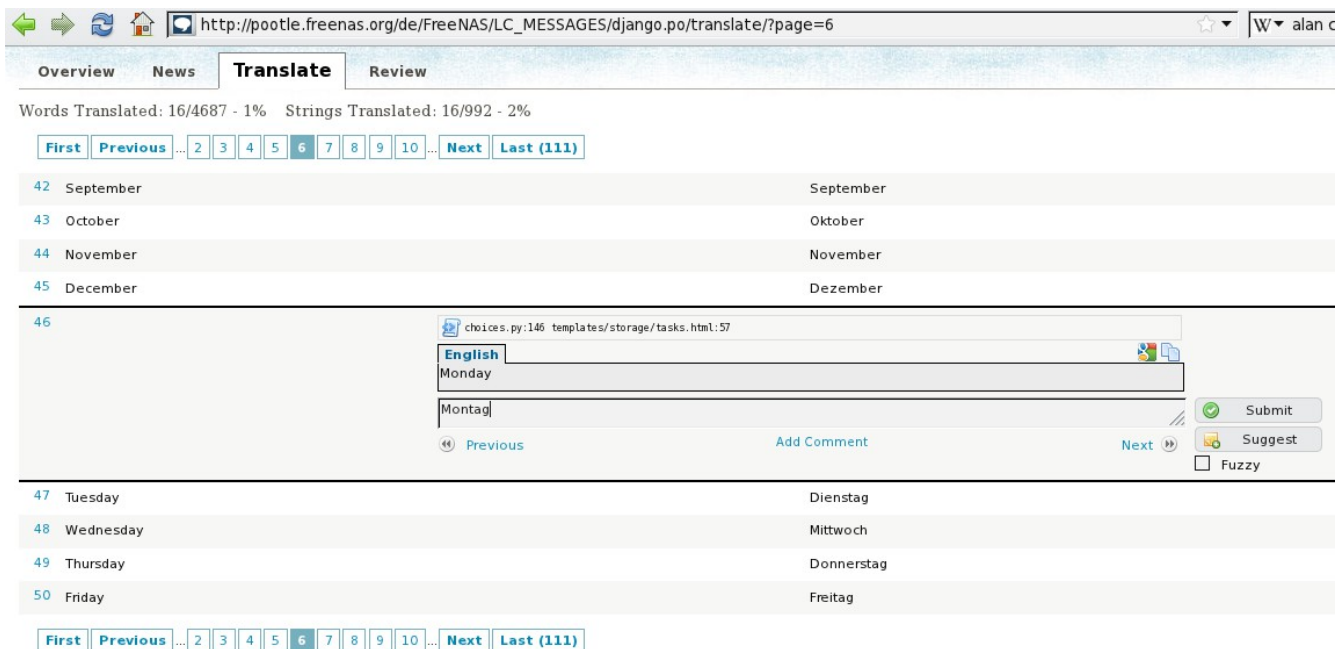 http://pootle.freenas.org/de/FreeNAS/LC_MESSAGES/django.po/translate/?page=6 W alan c
Overview News Translate Review
Words Translated: 16/4687 - 1% Strings Translated: 16/992 - 2%
First Previous ... 2 3 4 5 6 7 8 9 10 ... Next Last (111)
42 September September
43 October Oktober
44 November November
45 December Dezember
46 choices.py:146 templates/storage/tasks.html:57
English
Monday
Montag Submit
Previous Add Comment Next Suggest
Fuzzy
47 Tuesday Dienstag
48 Wednesday Mittwoch
49 Thursday Donnerstag
50 Friday Freitag
First Previous ... 2 3 4 5 6 7 8 9 10 ... Next Last (111)